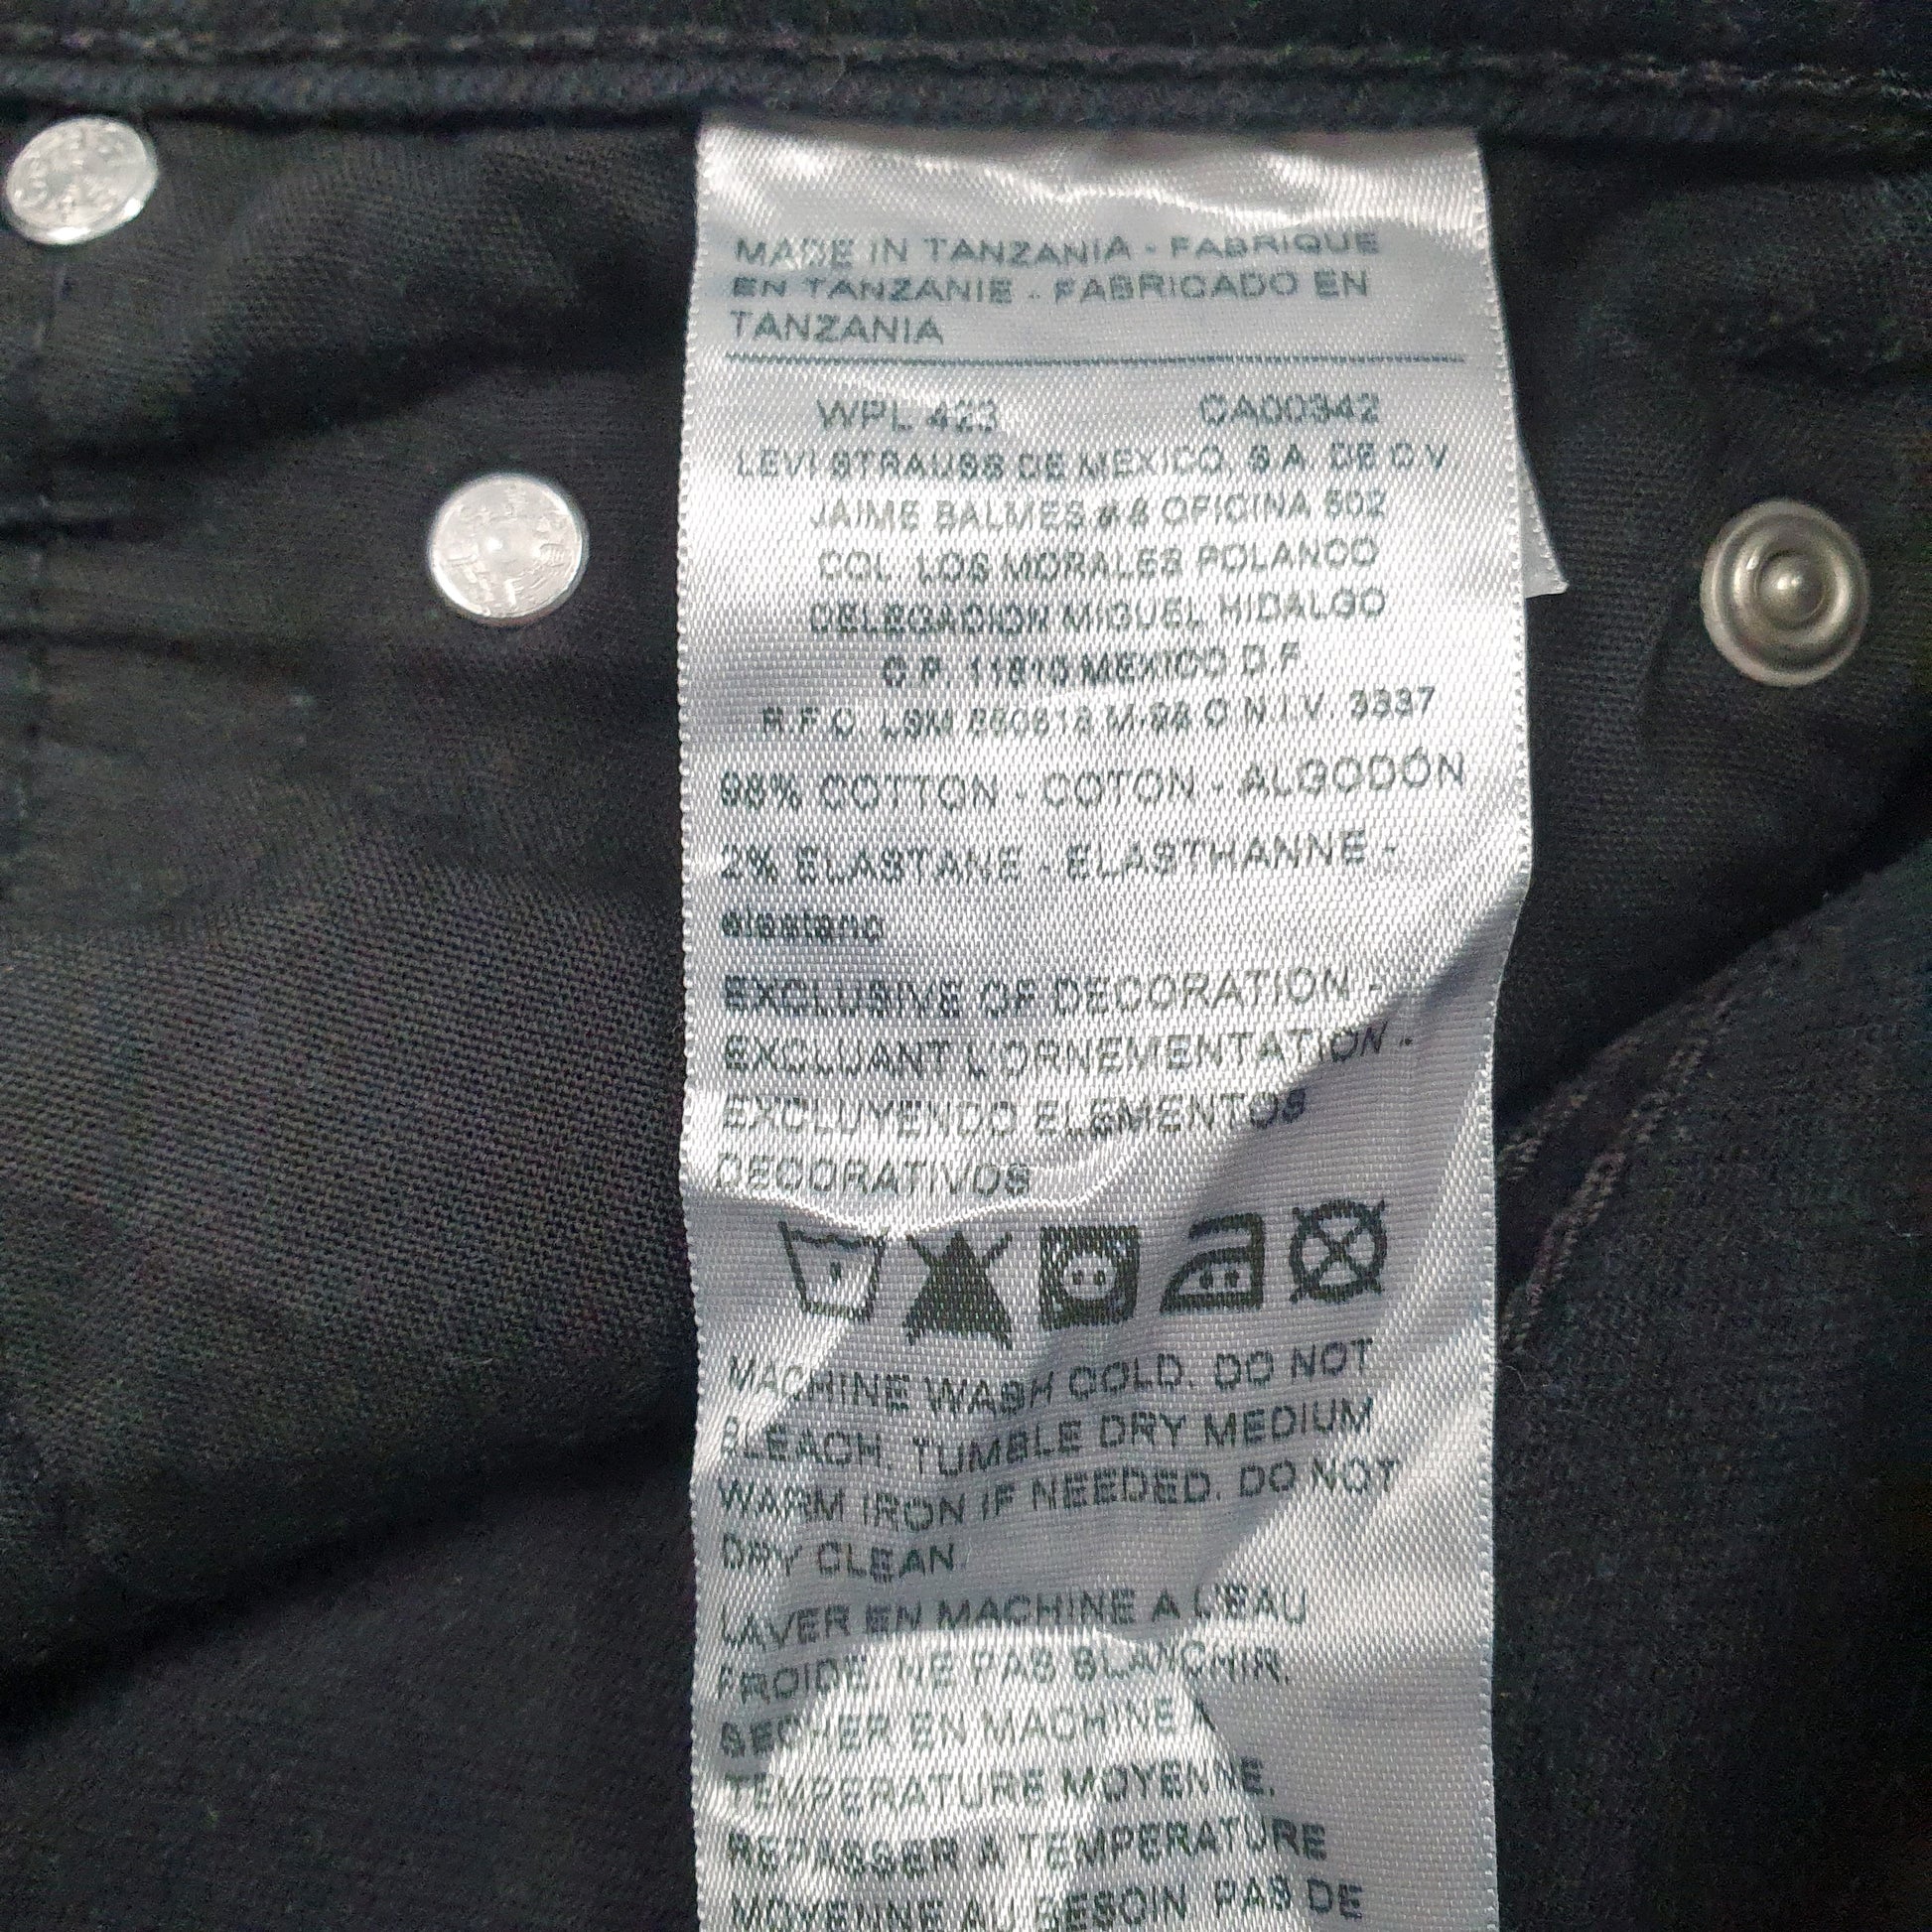 MADE IN TANZANIA - FABRIQUE
EN TANZANIE - FABRICADO EN
TANZANIA
WPL 423 CA00342
LEVI STRAUSS DE MEXICO, S.A. DE C.V
JAIME BALMES #8 OFICINA 502
COL. LOS MORALES POLANCO
DELEGACION MIGUEL HIDALGO
C.P. 11510 MEXICO D.F.
R.F.C. LSM N.I.V. 3337
98% COTTON - COTON - ALGODÓN
2% ELASTANE - ELASTHANNE -
elastano
EXCLUSIVE OF DECORATION -
EXCLUANT L'ORNEMENTATION -
EXCLUYENDO ELEMENTOS
DECORATIVOS
MACHINE WASH COLD. DO NOT
BLEACH. TUMBLE DRY MEDIUM
WARM IRON IF NEEDED. DO NOT
DRY CLEAN.
LAVER EN MACHINE A L'EAU
FROIDE. NE PAS BLANCHIR.
SECHER EN MACHINE A
TEMPERATURE MOYENNE.
REPASSER A TEMPERATURE
MOYENNE AU BESOIN. PAS DE